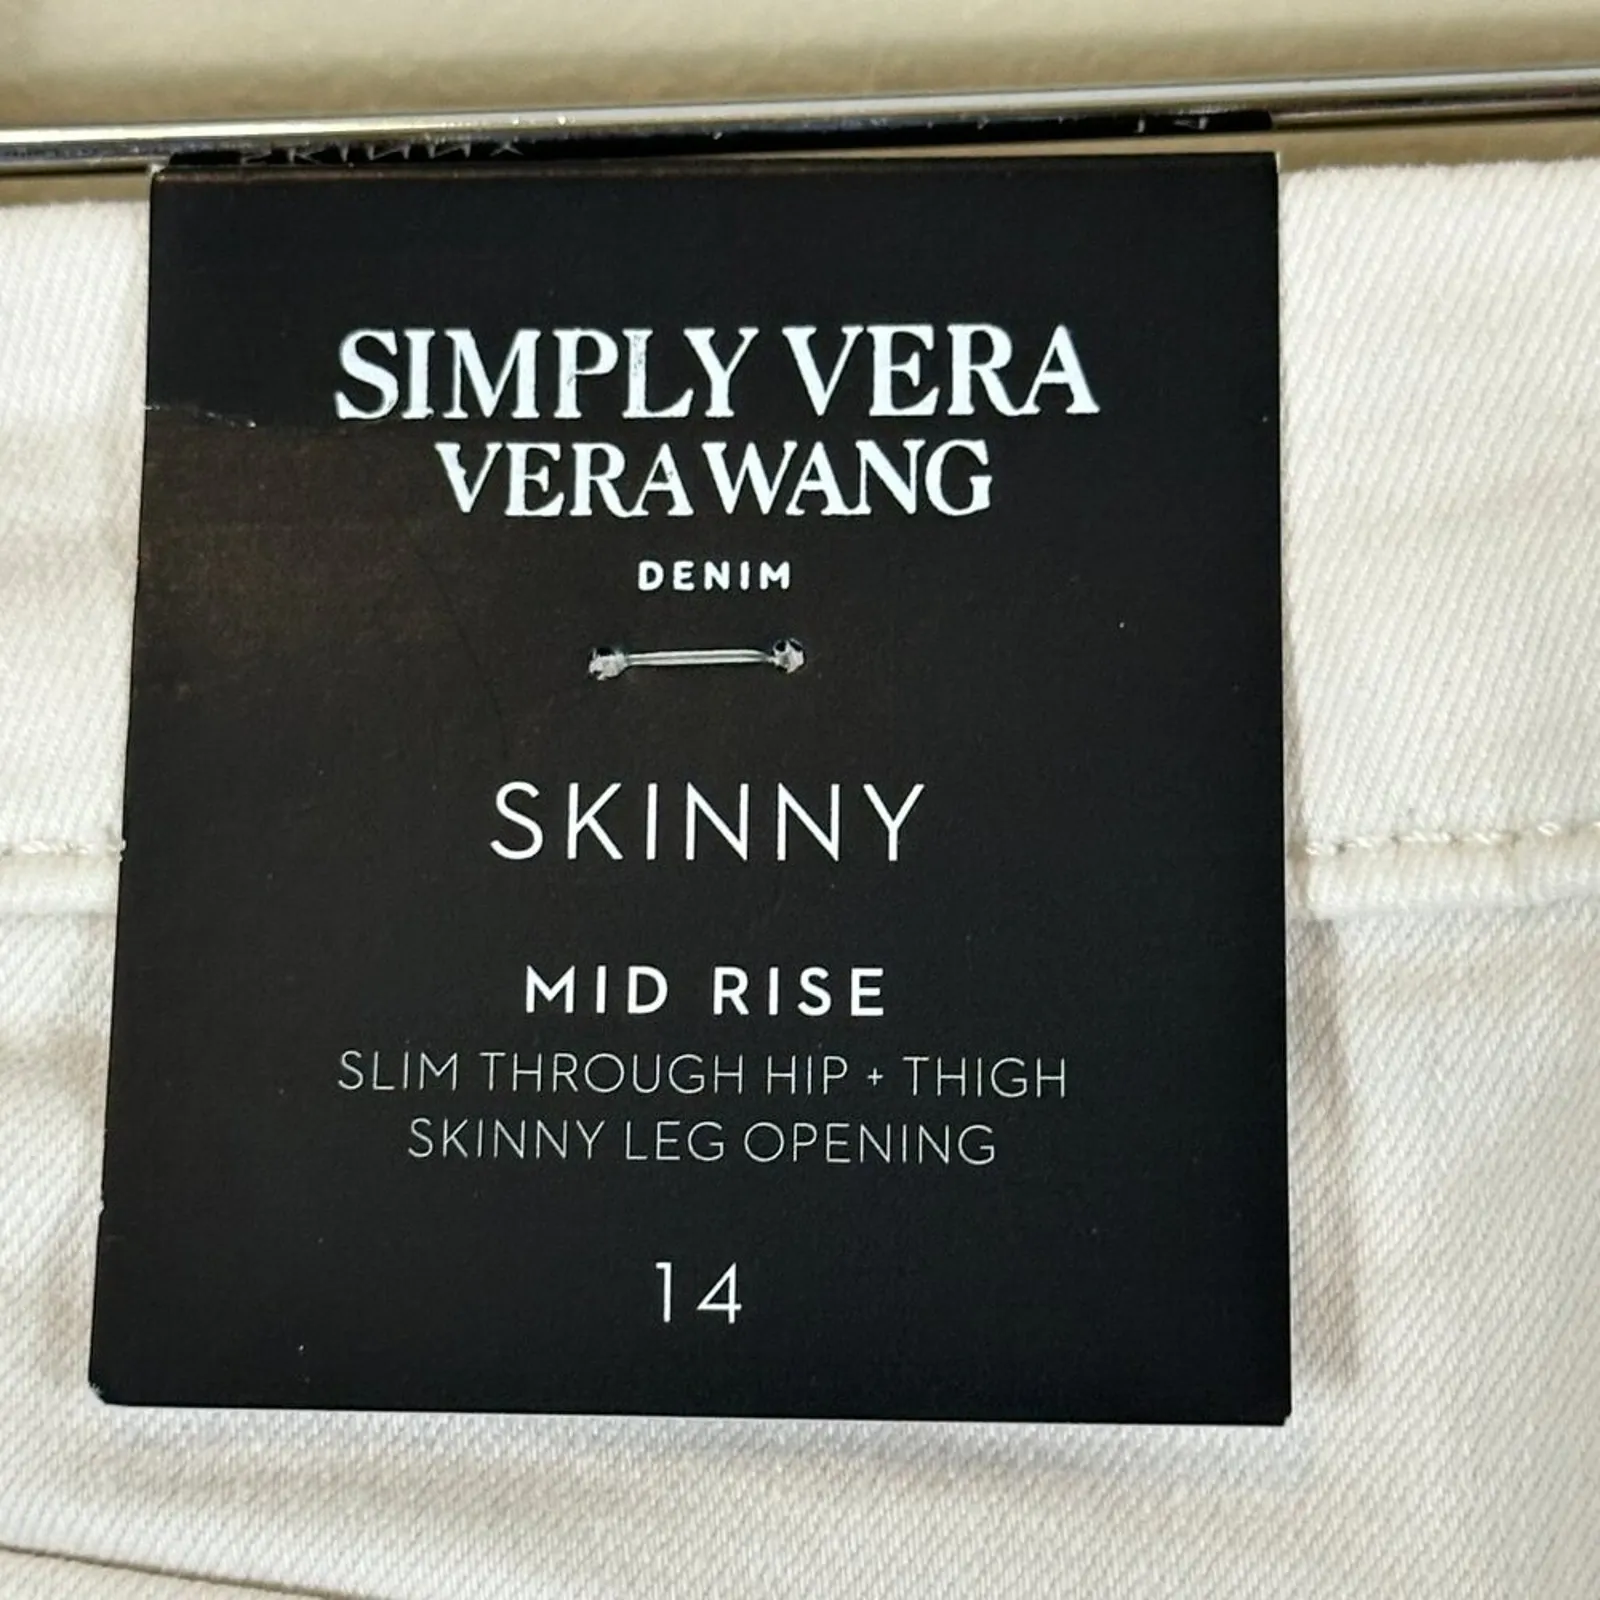 SIMPLY VERA
VERA WANG
DENIM
SKINNY
MID RISE
SLIM THROUGH HIP + THIGH
SKINNY LEG OPENING
14